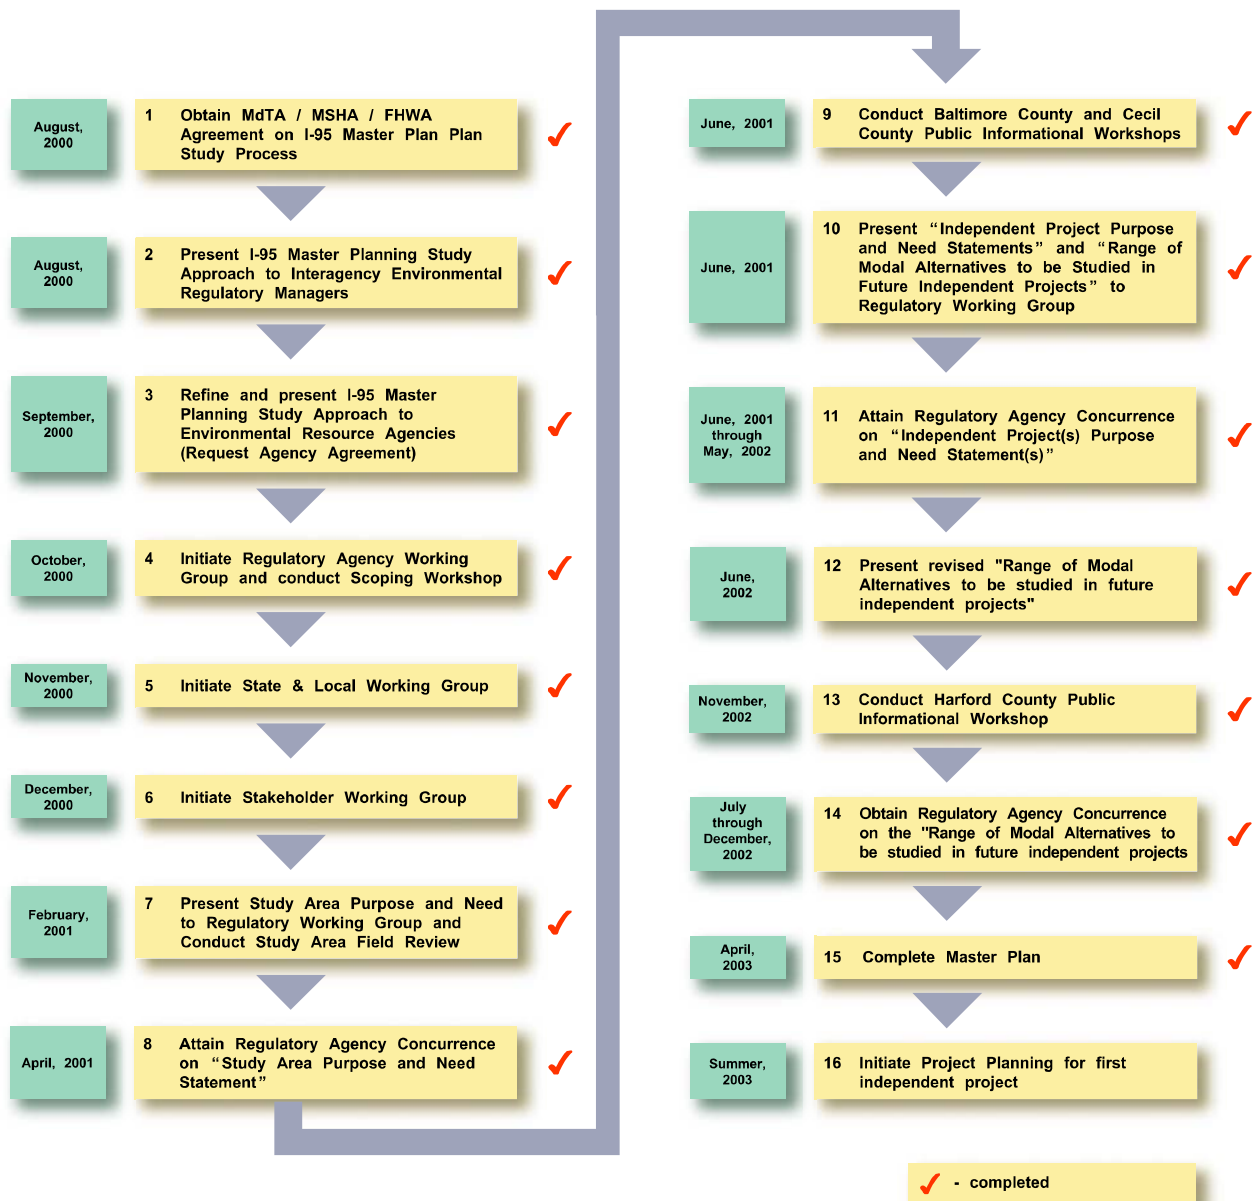 August,
2000
1 Obtain MdTA / MSHA / FHWA
Agreement on I-95 Master Plan Plan
Study Process
August,
2000
2 Present I-95 Master Planning Study
Approach to Interagency Environmental
Regulatory Managers
September,
2000
3 Refine and present I-95 Master
Planning Study Approach to
Environmental Resource Agencies
(Request Agency Agreement)
October,
2000
4 Initiate Regulatory Agency Working
Group and conduct Scoping Workshop
November,
2000
5 Initiate State & Local Working Group
December,
2000
6 Initiate Stakeholder Working Group
February,
2001
7 Present Study Area Purpose and Need
to Regulatory Working Group and
Conduct Study Area Field Review
April, 2001
8 Attain Regulatory Agency Concurrence
on “Study Area Purpose and Need
Statement”
June, 2001
9 Conduct Baltimore County and Cecil
County Public Informational Workshops
June, 2001
10 Present “Independent Project Purpose
and Need Statements” and “Range of
Modal Alternatives to be Studied in
Future Independent Projects” to
Regulatory Working Group
June, 2001
through
May, 2002
11 Attain Regulatory Agency Concurrence
on “Independent Project(s) Purpose
and Need Statement(s)”
June,
2002
12 Present revised "Range of Modal
Alternatives to be studied in future
independent projects"
November,
2002
13 Conduct Harford County Public
Informational Workshop
July
through
December,
2002
14 Obtain Regulatory Agency Concurrence
on the "Range of Modal Alternatives to
be studied in future independent projects
April,
2003
15 Complete Master Plan
Summer,
2003
16 Initiate Project Planning for first
independent project
- completed